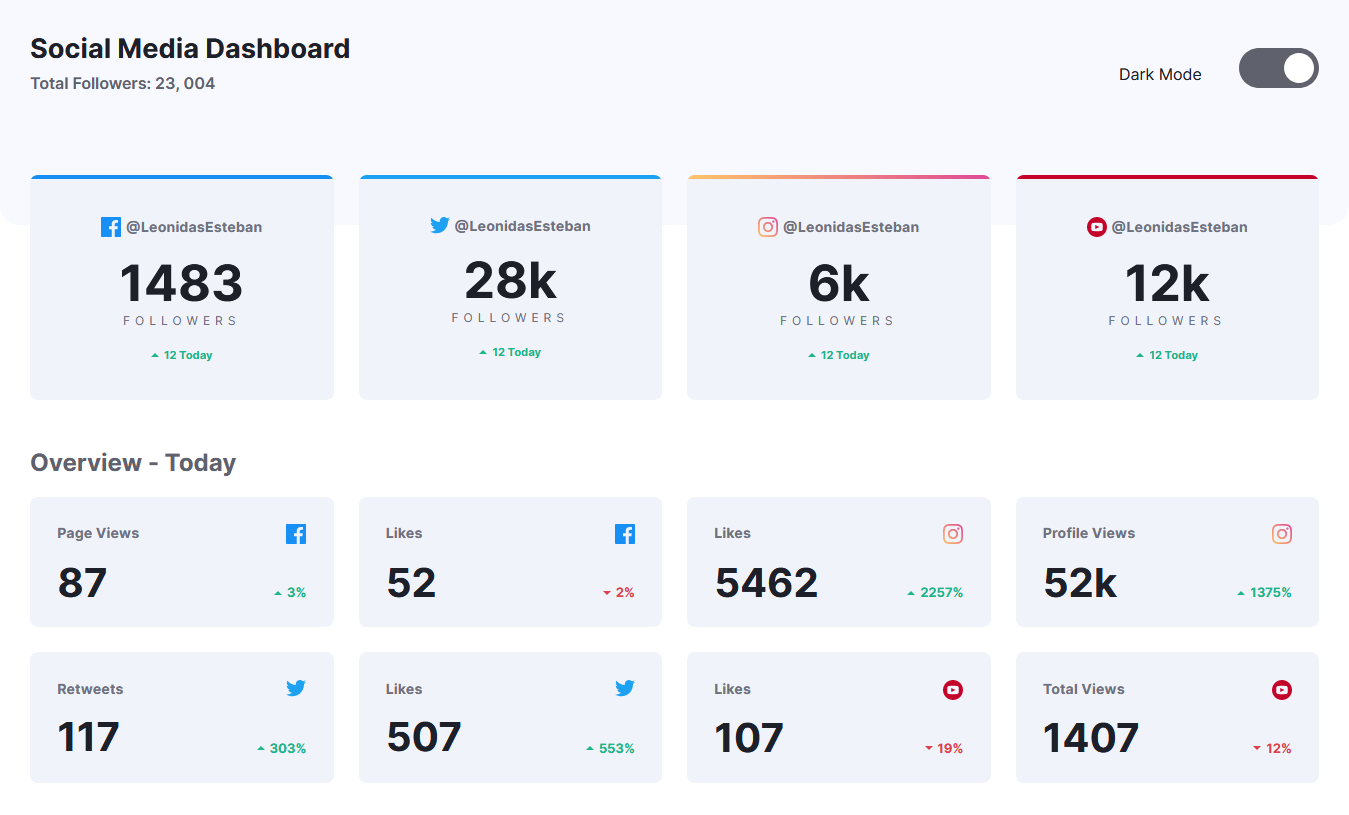 Social Media Dashboard
Total Followers: 23, 004
Dark Mode
@LeonidasEsteban
1483
FOLLOWERS
12 Today
@LeonidasEsteban
28k
FOLLOWERS
12 Today
@LeonidasEsteban
6k
FOLLOWERS
12 Today
@LeonidasEsteban
12k
FOLLOWERS
12 Today
Overview - Today
Page Views
87
3%
Likes
52
2%
Likes
5462
2257%
Profile Views
52k
1375%
Retweets
117
303%
Likes
507
553%
Likes
107
19%
Total Views
1407
12%